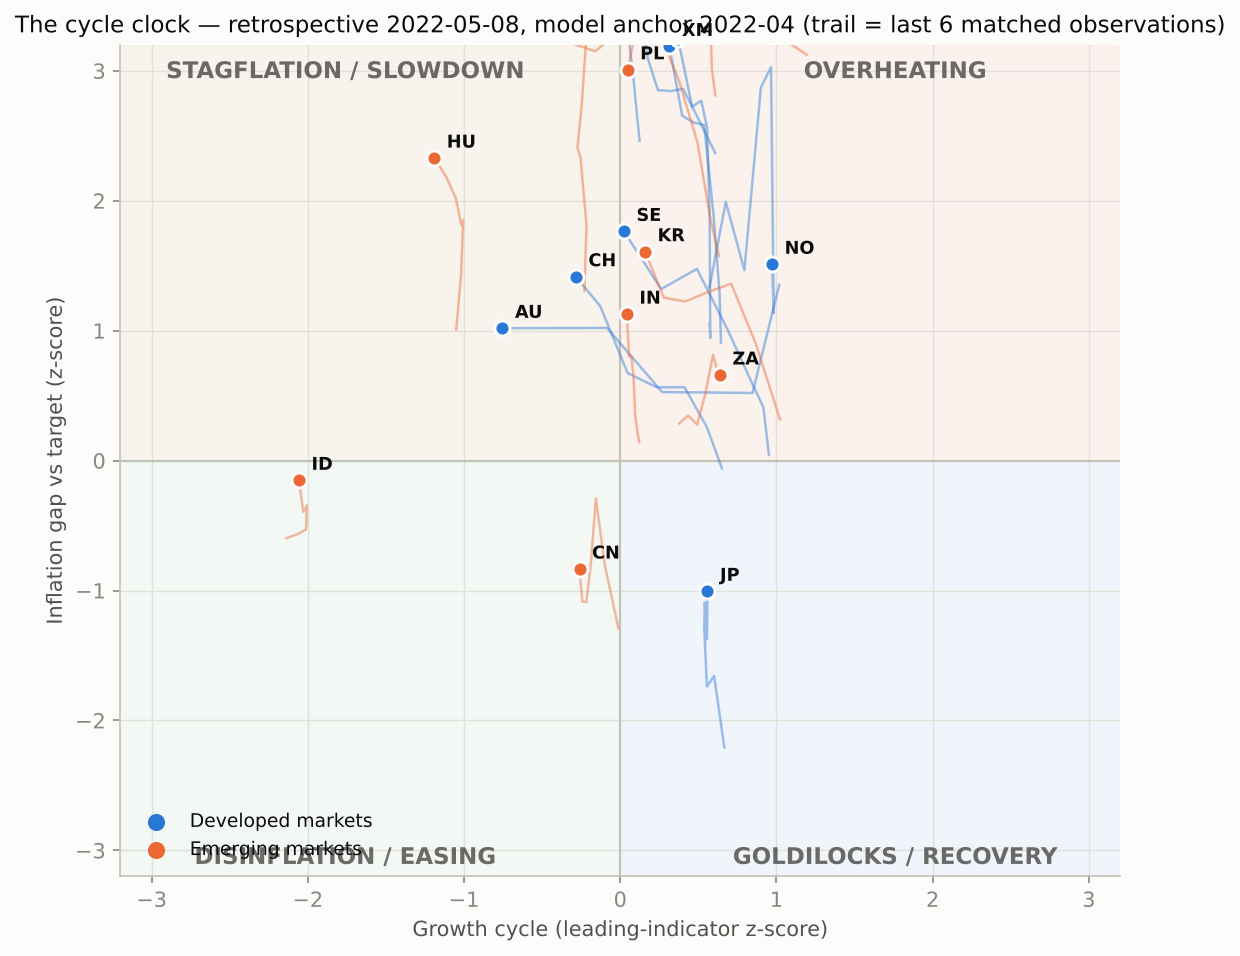 The cycle clock — retrospective 2022-05-08, model anchor 2022-04 (trail = last 6 matched observations)
XM
PL
STAGFLATION / SLOWDOWN
OVERHEATING
HU
SE
KR
NO
CH
IN
AU
ZA
ID
CN
JP
Developed markets
Emerging markets
DISINFLATION / EASING
GOLDILOCKS / RECOVERY
3
2
1
0
−1
−2
−3
−3 −2 −1 0 1 2 3
Inflation gap vs target (z-score)
Growth cycle (leading-indicator z-score)